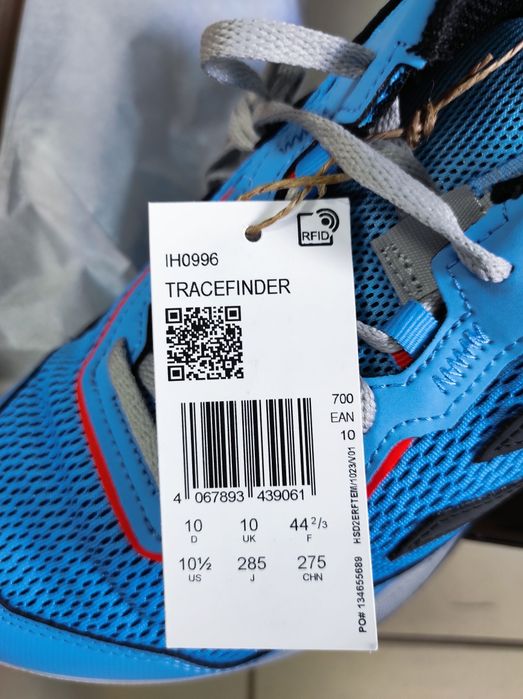 RFID
IH0996
TRACEFINDER
700
EAN
10
4 067893 439061
10 10 44 2/3
D UK F
10½ 285 275
US J CHN
HSD2ERFTEM/1023/V01
PO# 134655689